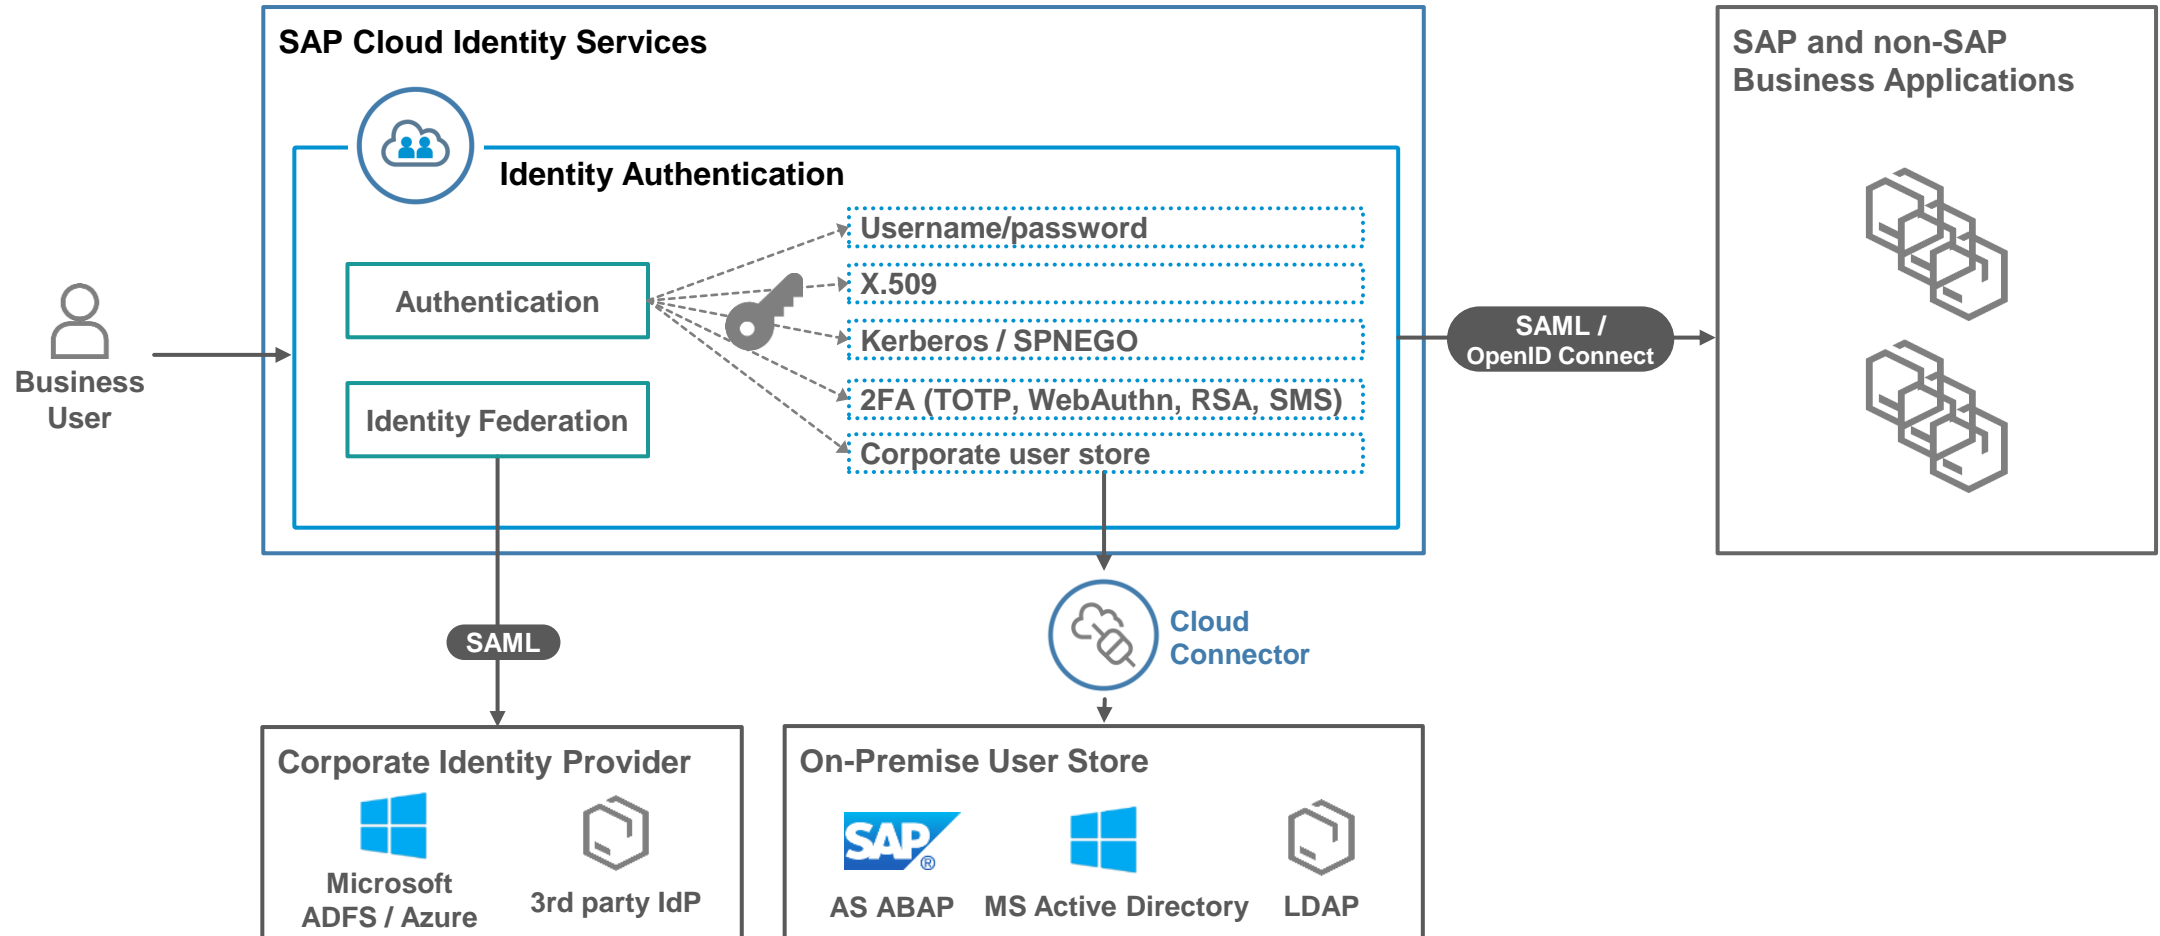 SAP Cloud Identity Services
SAP and non-SAP
Business Applications
Identity Authentication
Username/password
X.509
Authentication
Kerberos / SPNEGO
SAML /
OpenID Connect
Business
User
2FA (TOTP, WebAuthn, RSA, SMS)
Identity Federation
Corporate user store
SAML
Cloud
Connector
Corporate Identity Provider
Microsoft
ADFS / Azure
3rd party IdP
On-Premise User Store
SAP®
AS ABAP
MS Active Directory
LDAP